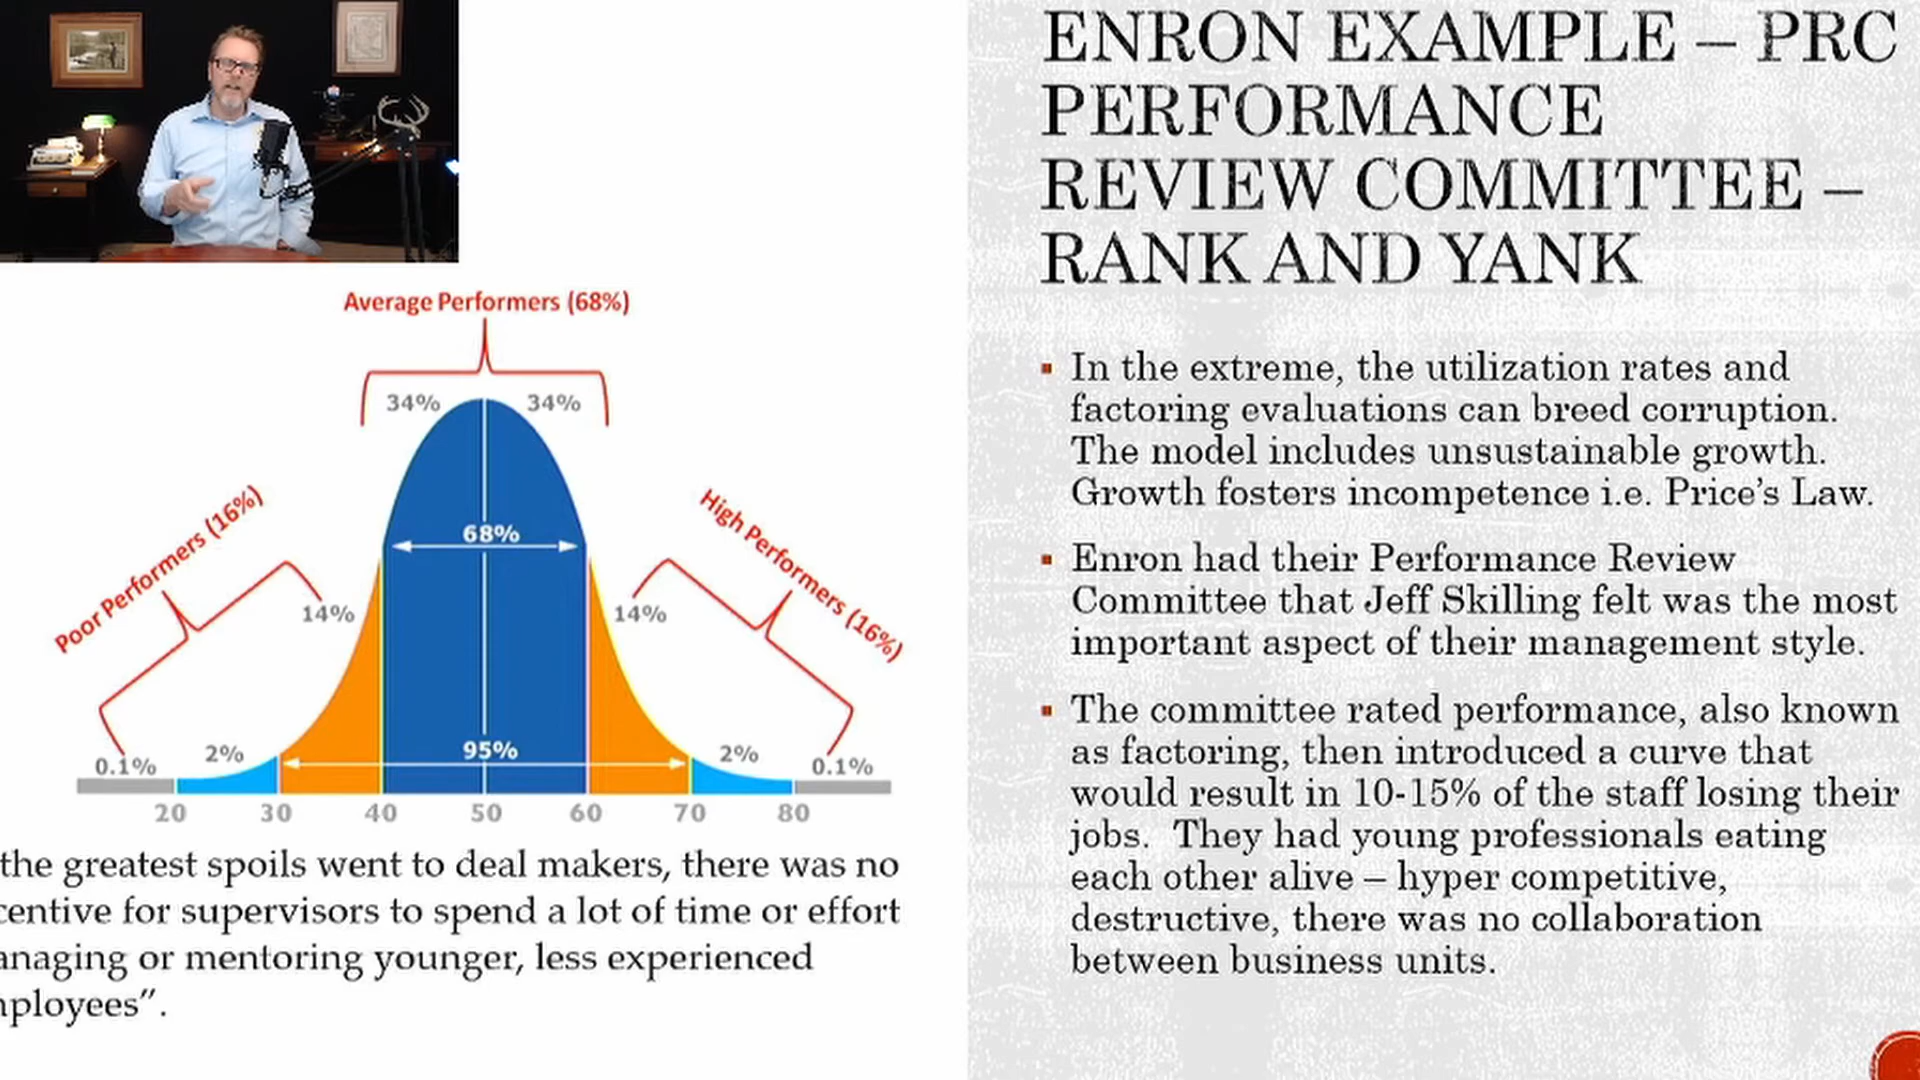 ENRON EXAMPLE – PRC
PERFORMANCE
REVIEW COMMITTEE –
RANK AND YANK
Average Performers (68%)
34% 34%
Poor Performers (16%)
High Performers (16%)
68%
14% 14%
95%
0.1% 2% 2% 0.1%
20 30 40 50 60 70 80
the greatest spoils went to deal makers, there was no
centive for supervisors to spend a lot of time or effort
anaging or mentoring younger, less experienced
ployees”.
▪ In the extreme, the utilization rates and
factoring evaluations can breed corruption.
The model includes unsustainable growth.
Growth fosters incompetence i.e. Price’s Law.
▪ Enron had their Performance Review
Committee that Jeff Skilling felt was the most
important aspect of their management style.
▪ The committee rated performance, also known
as factoring, then introduced a curve that
would result in 10-15% of the staff losing their
jobs. They had young professionals eating
each other alive – hyper competitive,
destructive, there was no collaboration
between business units.